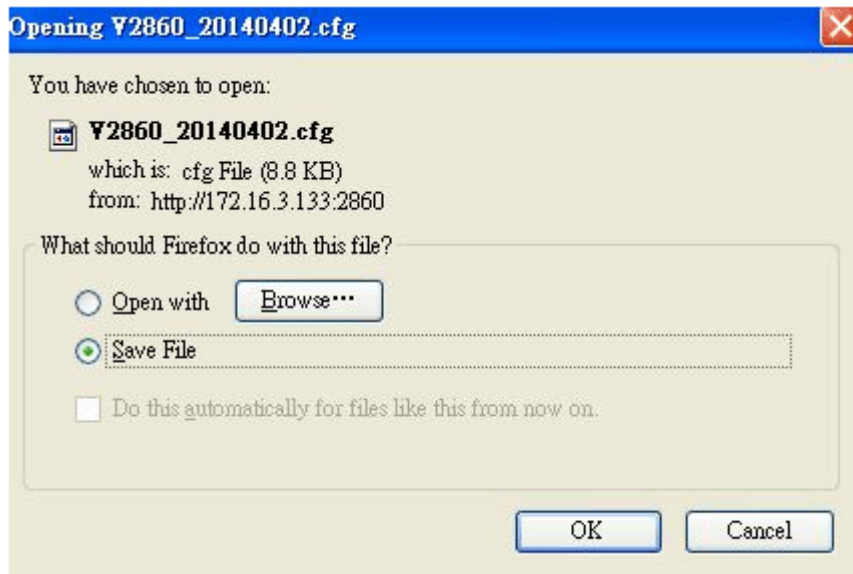 Opening V2860_20140402.cfg
You have chosen to open:
V2860_20140402.cfg
which is: cfg File (8.8 KB)
from: http://172.16.3.133:2860
What should Firefox do with this file?
Open with
Browse...
Save File
Do this automatically for files like this from now on.
OK
Cancel